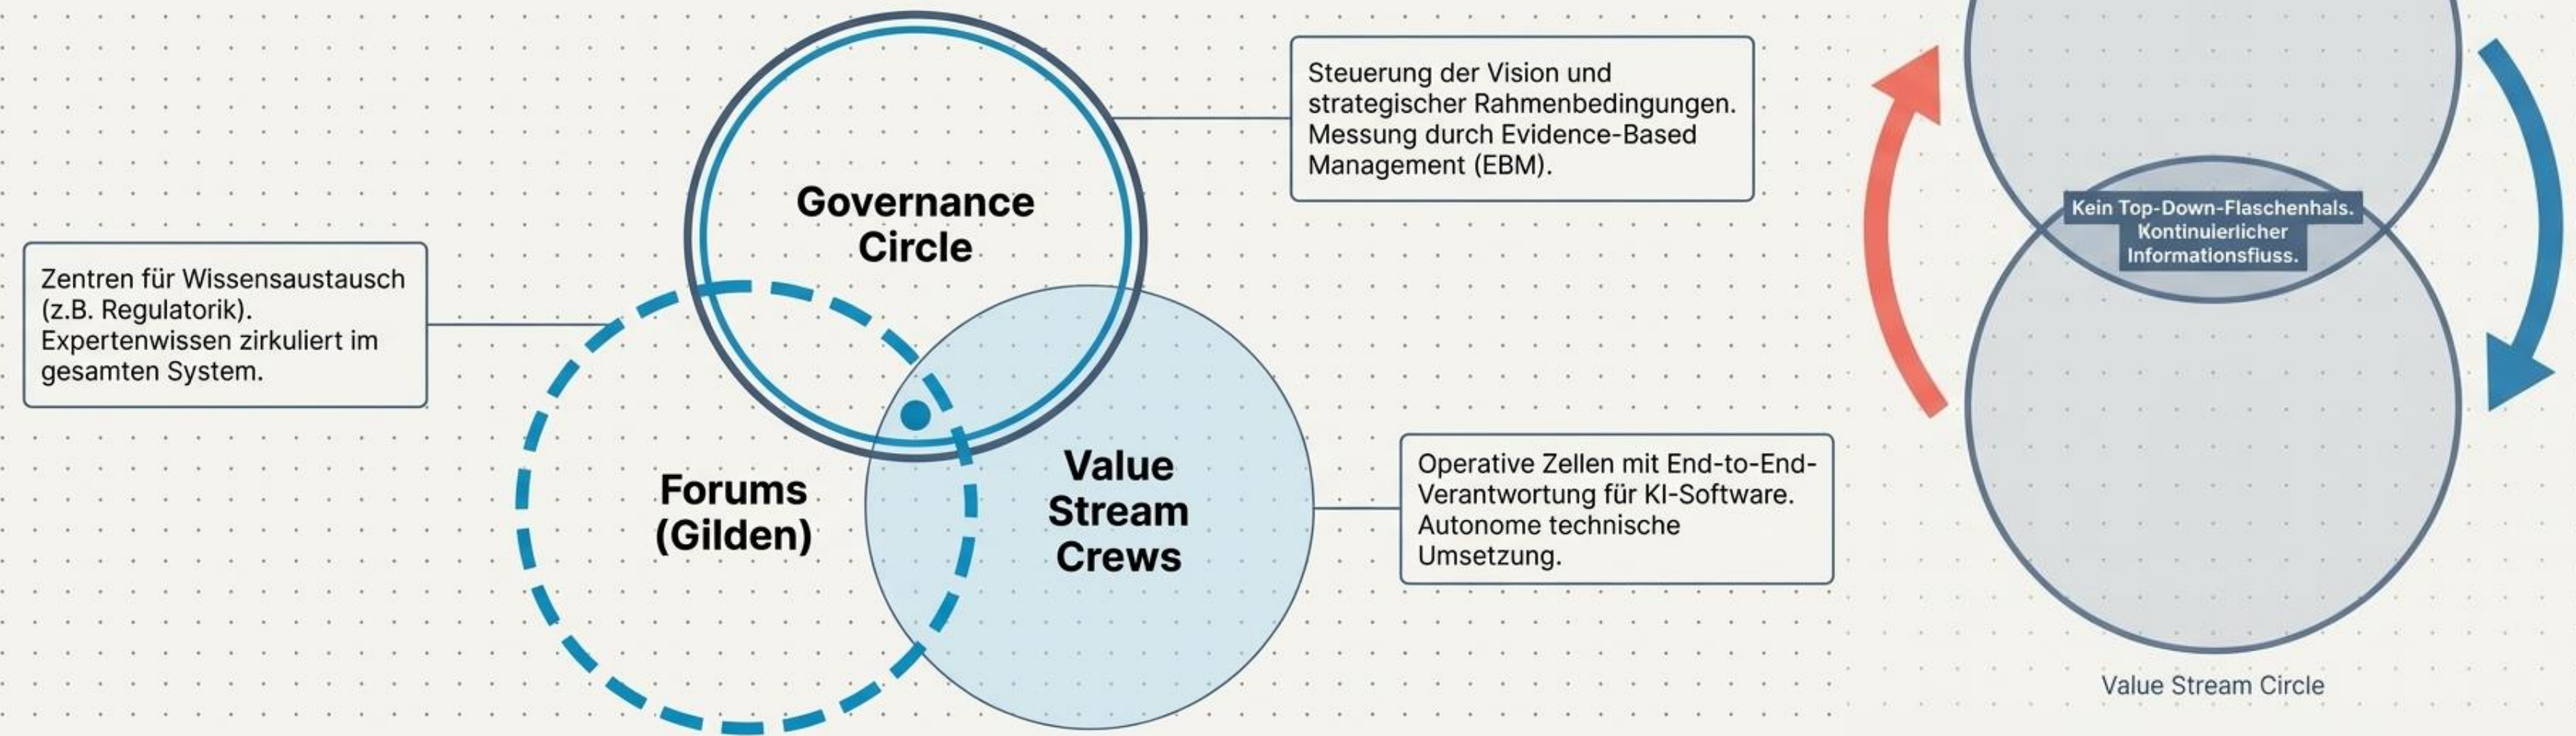 Steuerung der Vision und
strategischer Rahmenbedingungen.
Messung durch Evidence-Based
Management (EBM).
Governance
Circle
Zentren für Wissensaustausch
(z.B. Regulatorik).
Expertenwissen zirkuliert im
gesamten System.
Forums
(Gilden)
Value
Stream
Crews
Operative Zellen mit End-to-End-
Verantwortung für KI-Software.
Autonome technische
Umsetzung.
Kein Top-Down-Flaschenhals.
Kontinuierlicher
Informationsfluss.
Value Stream Circle